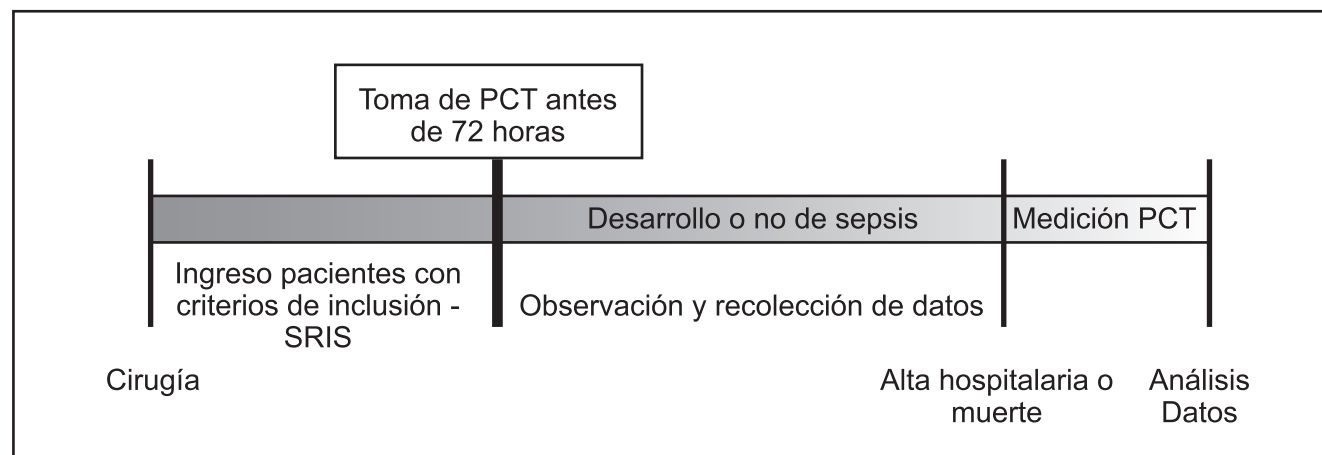 Toma de PCT antes
de 72 horas
Desarrollo o no de sepsis
Medición PCT
Ingreso pacientes con
criterios de inclusión -
SRIS
Observación y recolección de datos
Cirugía
Alta hospitalaria o
muerte
Análisis
Datos